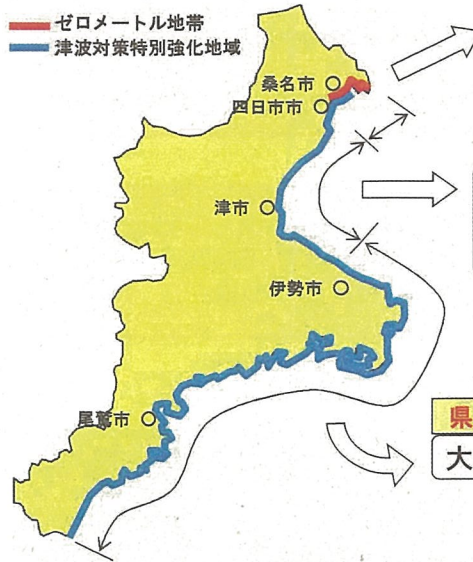 ゼロメートル地帯
津波対策特別強化地域
桑名市
四日市市
津市
伊勢市
尾鷲市
県
大